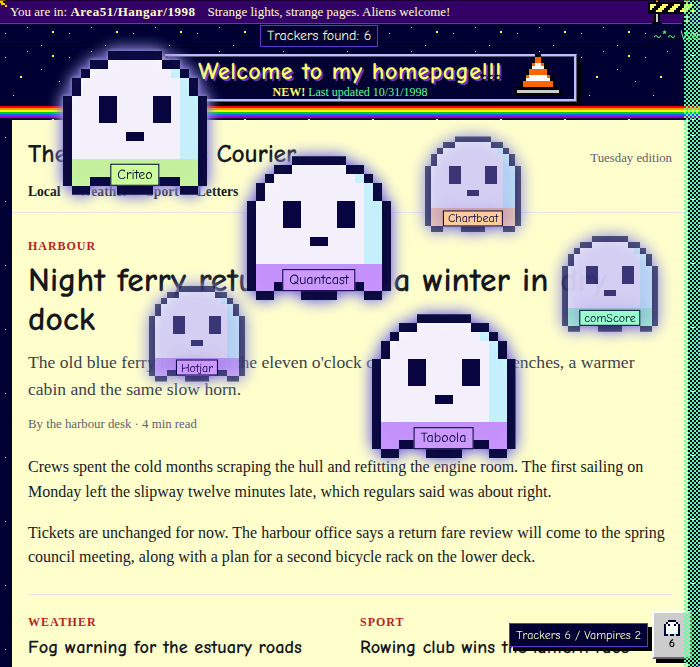 You are in: Area51/Hangar/1998 Strange lights, strange pages. Aliens welcome!
Trackers found: 6
~*~
Welcome to my homepage!!!
NEW! Last updated 10/31/1998
The Courier
Tuesday edition
Criteo
Local Letters
Chartbeat
HARBOUR
Quantcast
Night ferry a winter in dry
dock
comScore
The old blue ferry eleven o'clock a warmer
Hotjar
cabin and the same slow horn.
By the harbour desk · 4 min read
Taboola
Crews spent the cold months scraping the hull and refitting the engine room. The first sailing on
Monday left the slipway twelve minutes late, which regulars said was about right.
Tickets are unchanged for now. The harbour office says a return fare review will come to the spring
council meeting, along with a plan for a second bicycle rack on the lower deck.
WEATHER
Fog warning for the estuary roads
SPORT
Rowing club wins
Trackers 6 / Vampires 2
6